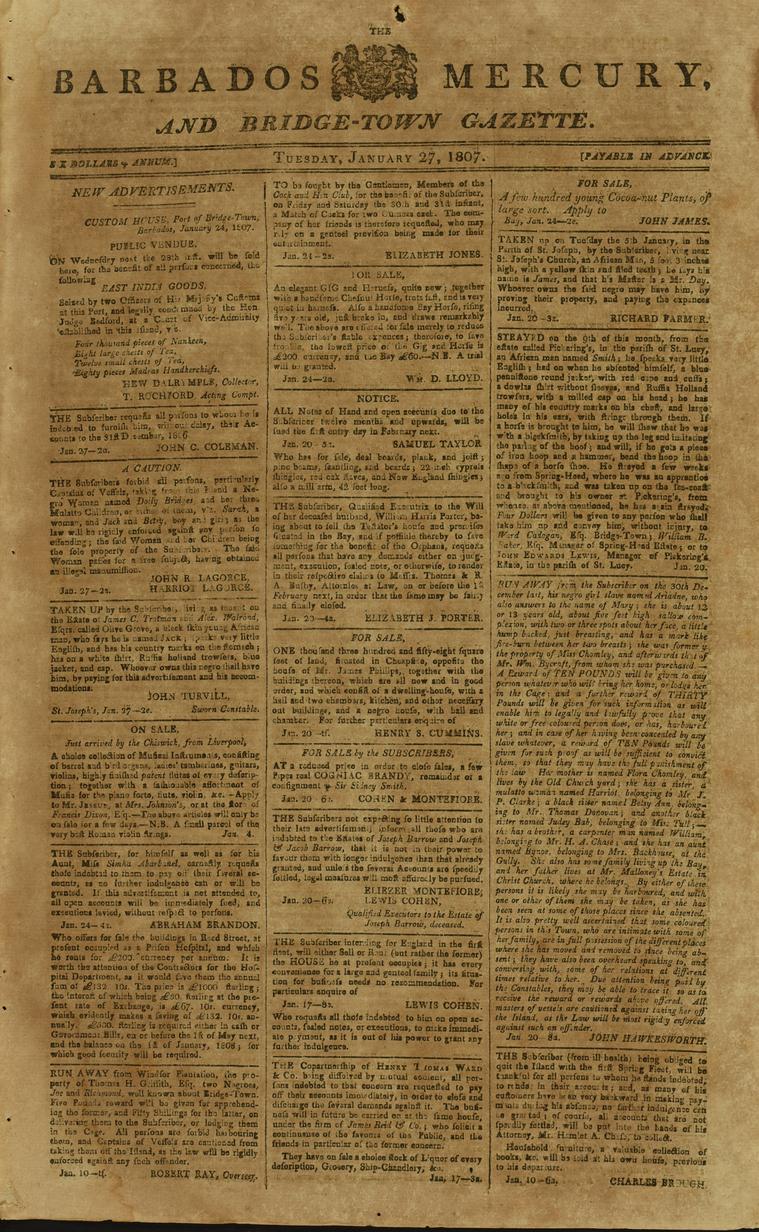 THE
BARBADOS MERCURY,
AND BRIDGE-TOWN GAZETTE.
TUESDAY, JANUARY 27, 1807.
[PAYABLE IN ADVANCE
NEW ADVERTISEMENTS.
CUSTOM HOUSE, Port of Bridge-Town,
Barbados, January 24, 1807.
PUBLIC VENDUE.
ON Wednesday next the 28th inst. will be sold
here, for the benefit of all persons concerned, the
following
EAST INDIA GOODS,
Seized by two Officers of His Majesty's Customs
at this Port, and legally condemned by the Hon.
Judge Bedford, at a Court of Vice-Admiralty
established in this island, viz.
Four thousand pieces of Nankeen,
Eight large chests of Tea,
Twelve small chests of Tea,
Eighty pieces Madras Handkerchiefs.
HEW DALRYMPLE, Collector,
T. ROCHFORD, Acting Compt.
THE Subscriber requests all persons to whom he is
indebted to furnish him, without delay, their Ac-
counts to the 31st December, 1806
Jan. 27—2a. JOHN C. COLEMAN.
A CAUTION.
THE Subscribers forbid all persons, particularly
Captains of Vessels, taking from this Island a Ne-
gro Woman named Dolly Bridges and her three
Mulatto Children, or either of them, viz. Sarah, a
woman, and Jack and Betsy, boy and girl; as the
law will be rigidly enforced against any person so
offending; the said Woman and her Children being
the sole property of the Subscribers. The said
Woman passes for a free subject, having obtained
an illegal manumission.
JOHN R LAGORCE,
Jan. 27—2a. HARRIOT LAGORCE.
TAKEN UP by the Subscriber, living as tenant on
the Estate of James C. Trotman and Alex. Walrond,
Esqrs. called Olive Grove, a black skin young African
man, who says he is named JACK; speaks very little
English, and has his country marks on the stomach;
has on a white shirt, Russia holland trowsers, blue
jacket, and cap. Whoever owns this negro shall have
him, by paying for this advertisement and his accom-
modations.
JOHN TURVILL,
St. Joseph's, Jan. 27—2e. Sworn Constable.
ON SALE,
Just arrived by the Chiswick, from Liverpool,
A choice collection of Musical Instruments, consisting
of barrel and bird organs, ladies' tambarines, guitars,
violins, highly finished patent flutes of every descrip-
tion; together with a fashionable assortment of
Music for the piano forte, flute, violin, &c.—Apply
to Mr. at Mrs. Johnson's, or at the store of
Francis Dixon, Esq.—The above articles will only be
on sale for a few days—N.B. A small parcel of the
very best Roman violin strings. Jan. 4.
THE Subscriber, for himself as well as for his
Aunt, Miss Simha Abarbanel, earnestly requests
those indebted to them to pay off their several ac-
counts, as no further indulgence can or will be
granted. If this advertisement is not attended to,
all open accounts will be immediately sued, and
executions levied, without respect to persons.
Jan. 24—4t. ABRAHAM BRANDON.
Who offers for sale the buildings in Reed Street, at
present occupied as a Prison Hospital, and which
he rents for £200. currency per annum. It is
worth the attention of the Contractors for the Hos-
pital Department, as it would save them the annual
sum of £132. 10s. The price is £1000 sterling;
the interest of which being £50. sterling at the pre-
sent rate of Exchange, is £67. 10s. currency,
which evidently makes a saving of £132. 10s. an-
nually. £500. sterling is required either in cash or
Government Bills, on or before the 1st of May next,
and the balance on the 1st of January, 1808; for
which good security will be required.
RUN AWAY from Windsor Plantation, the pro-
perty of Thomas H. Griffith, Esq. two Negroes,
Joe and Richmond, well known about Bridge-Town.
Five Pounds reward will be given for apprehend-
ing the former, and Fifty Shillings for the latter, on
delivering them to the Subscriber, or lodging them
in the Cage. All persons are forbid harbouring
them, and Captains of Vessels are cautioned from
taking them off the Island, as the law will be rigidly
enforced against any such offender.
Jan. 10—tf. ROBERT RAY, Overseer.
TO be fought by the Gentlemen, Members of the
Cock and Hen Club, for the benefit of the Subscriber,
on Friday and Saturday the 30th and 31st instant,
a Match of Cocks for two Guineas each. The com-
pany of her friends is therefore requested, who may
rely on a genteel provision being made for their
entertainment.
Jan. 24—2a. ELIZABETH JONES.
FOR SALE,
An elegant GIG and Harness, quite new; together
with a handsome Chesnut Horse, trots fast, and is very
quiet in harness. Also a handsome Bay Horse, rising
five years old, just broke in, and draws remarkably
well. The above are offered for sale merely to reduce
the Subscriber's stable expences; therefore, to save
trouble, the lowest price of the Gig and Horse is
£200 currency, and the Bay £60.—N.B. A trial
will be granted.
Jan. 24—2a. Wm. D. LLOYD.
NOTICE.
ALL Notes of Hand and open accounts due to the
Subscriber twelve months and upwards, will be
sued the first entry day in February next.
Jan. 20—3t. SAMUEL TAYLOR
Who has for sale, deal boards, plank, and joist;
pine beams, scantling, and boards; 22 inch cypress
shingles, red oak staves, and New England shingles;
also a mill arm, 42 feet long.
THE Subscriber, Qualified Executrix to the Will
of her deceased husband, William Harris Porter, be-
ing about to sell the Testator's house and premises
situated in the Bay, and if possible thereby to save
something for the benefit of the Orphans, requests
all persons that have any demands either on judg-
ment, execution, sealed note, or otherwise, to render
in their respective claims to Messrs. Thomas & R.
A. Busby, Attornies at Law, on or before the 12
February next, in order that the same may be fairly
and finally closed.
Jan. 20—4a. ELIZABETH J. PORTER.
FOR SALE,
ONE thousand three hundred and fifty-eight square
feet of land, situated in Cheapside, opposite the
house of Mr. James Phillips, together with the
buildings thereon, which are all new and in good
order, and which consist of a dwelling-house, with a
hall and two chambers, kitchen, and other necessary
out buildings, and a negro house, with hall and
chamber. For further particulars enquire of
Jan. 20—tf. HENRY S. CUMMINS.
FOR SALE by the SUBSCRIBERS,
AT a reduced price in order to close sales, a few
Pipes real COGNIAC BRANDY, remainder of a
consignment Sir Sidney Smith.
Jan. 20—6a. COHEN & MONTEFIORE.
THE Subscribers not expecting so little attention to
their late advertisement; inform all those who are
indebted to the Estates of Joseph Barrow and Joseph
& Jacob Barrow, that it is not in their power to
favour them with longer indulgence than that already
granted, and unless the several Accounts are speedily
settled, legal measures will most assuredly be pursued.
ELIEZER MONTEFIORE,
Jan. 20—6a. LEWIS COHEN,
Qualified Executors to the Estate of
Joseph Barrow, deceased.
THE Subscriber intending for England in the first
fleet, will either Sell or Rent (but rather the former)
the HOUSE he at present occupies; it has every
convenience for a large and genteel family; its situa-
tion for business needs no recommendation. For
particulars enquire of
Jan. 17—8a. LEWIS COHEN.
Who requests all those indebted to him on open ac-
counts, sealed notes, or executions, to make immedi-
ate payment, as it is out of his power to grant any
further indulgence.
The Copartnership of HENRY THOMAS WARD
& Co. being dissolved by mutual consent, all per-
sons indebted to that concern are requested to pay
off their accounts immediately, in order to close and
discharge the several demands against it. The busi-
ness will in future be carried on at the same house,
under the firm of James Reid & Co.; who solicit a
continuance of the favours of the Public, and the
friends in particular of the former concern.
They have on sale a choice stock of Liquor of every
description, Grocery, Ship-Chandlery, &c.
Jan. 17—3a.
FOR SALE,
A few hundred young Cocoa-nut Plants, of
large sort. Apply to
Bay, Jan. 24—2e. JOHN JAMES.
TAKEN up on Tuesday the 5th January, in the
Parish of St. Joseph, by the Subscriber, living near
St. Joseph's Church, an African Man, 5 feet 3 inches
high, with a yellow skin and filed teeth; he says his
name is James, and that his Master is a Mr. Day.
Whoever owns the said negro may have him, by
proving their property, and paying the expences
incurred.
Jan. 20—3t. RICHARD FARMER.
STRAYED on the 9th of this month, from the
estate called Pickering's, in the parish of St. Lucy,
an African man named Smith; he speaks very little
English; had on when he absented himself, a blue
pennistone round jacket, with red cape and cuffs;
a dowlas shirt without sleeves, and Russia Holland
trowsers, with a milled cap on his head; he has
many of his country marks on his chest, and large
holes in his ears, with strings through them. If
a horse is brought to him, he will shew he was
with a blacksmith, by taking up the leg and imitating
the paring of the hoof; and will, if he gets a piece
of iron hoop and a hammer, bend the hoop in the
shape of a horse shoe. He strayed a few weeks
ago from Spring-Head, where he was an apprentice
to a blacksmith, and was taken up on the sea-coast
and brought to his owner at Pickering's, from
whence, as above mentioned, he has again strayed.
Four Dollars will be given to any person who shall
take him up and convey him, without injury, to
Ward Cadogan, Esq. Bridge-Town; William B.
Esq. Manager of Spring-Head Estate; or to
JOHN EDWARDS LEWIS, Manager of Pickering's
Estate, in the parish of St. Lucy. Jan. 20.
RUN AWAY from the Subscriber on the 30th De-
cember last, his negro girl slave named Ariadne, who
also answers to the name of Mary; she is about 12
or 13 years old, about five feet high, sallow com-
plexion, with two or three spots about her face, a little
hump backed, just breasting, and has a mark like
fire-burn between her two breasts; she was formerly
the property of Miss Chomley, and afterwards that of
Mr. Wm. Bycroft, from whom she was purchased.—
A Reward of TEN POUNDS will be given to any
person whatever who will bring her home, or lodge her
in the Cage; and a further reward of THIRTY
Pounds will be given for such information as will
enable him to legally and lawfully prove that any
white or free-coloured person does, or has, harboured
her; and in case of her having been concealed by any
slave whatever, a reward of TEN Pounds will be
given for such proof as will be sufficient to convict
them, so that they may have the full punishment of
the law. Her mother is named Flora Chomley, and
lives by the Old Church yard; she has a sister a
mulatto woman named Harriot, belonging to Mr. J.
P. Clarke; a black sister named Betsy Ann, belong-
ing to Mr. Thomas Donovan; and another black
sister named Judey Bish, belonging to Mrs. Tull;—
she has a brother, a carpenter man named William,
belonging to Mr. H. A. Chase; and she has an aunt
named Honor, belonging to Mrs. Backhouse, at the
Gully. She also has some family living up the Bay,
and her father lives at Mr. Malloney's Estate in
Christ Church, where he belongs. By either of these
persons it is likely she may be harboured, and with
one or other of them she may be taken, as she has
been seen at some of those places since she absented.
It is also pretty well ascertained that some coloured
persons in this Town, who are intimate with some of
her family, are in full possession of the different places
where she has moved and removed to since being ab-
sent; they have also been overheard speaking to, and
conversing with, some of her relations at different
times relative to her. Due attention being paid by
the Constables, they may be able to trace it so as to
receive the reward or rewards above offered. All
masters of vessels are cautioned against taking her off
the Island, as the Law will be most rigidly enforced
against such an offender.
Jan. 20—8a. JOHN HAWKESWORTH.
THE Subscriber (from ill health) being obliged to
quit the Island with the first Spring Fleet, will be
thankful for all persons to whom he stands indebted,
to render in their accounts; and, as many of his
customers have been very backward in making pay-
ments during his absence, no further indulgence can
be granted; of course, all accounts that are not
speedily settled, will be put into the hands of his
Attorney, Mr. Hamlet A. Chase, to collect.
Household furniture, a valuable collection of
books, &c. will be sold at his own house, previous
to his departure.
Jan. 10—6a. CHARLES BROUGH.